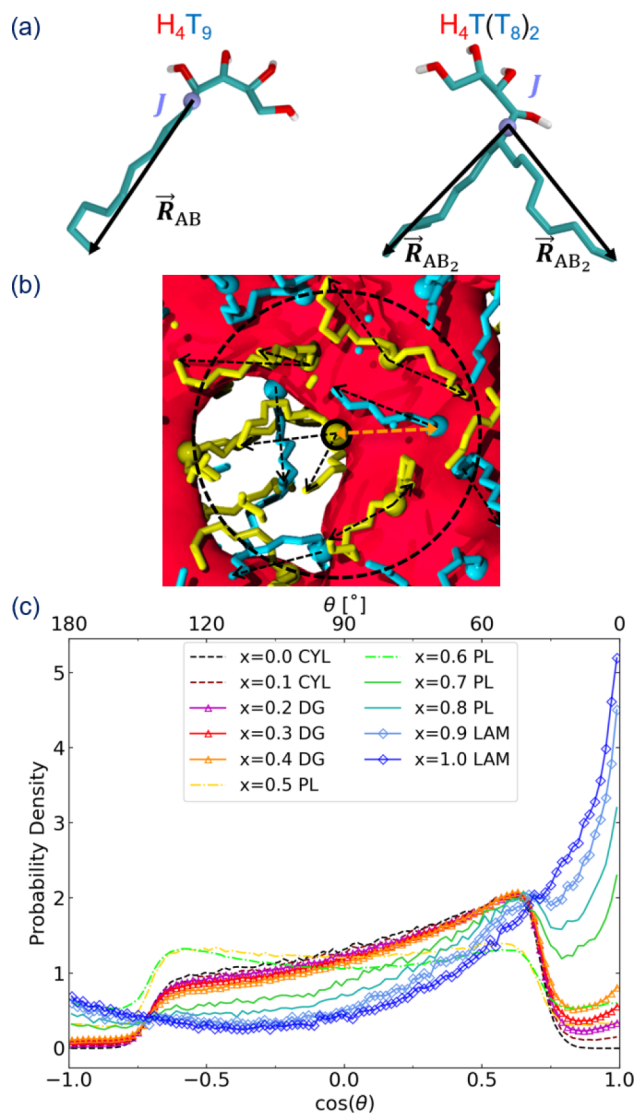 (a)
H₄T₉
H₄T(T₈)₂
J
J
R⃗AB
R⃗AB₂
R⃗AB₂
(b)
(c)
θ [°]
180 120 90 60 0
x=0.0 CYL
x=0.1 CYL
x=0.2 DG
x=0.3 DG
x=0.4 DG
x=0.5 PL
x=0.6 PL
x=0.7 PL
x=0.8 PL
x=0.9 LAM
x=1.0 LAM
Probability Density
5
4
3
2
1
0
−1.0 −0.5 0.0 0.5 1.0
cos(θ)